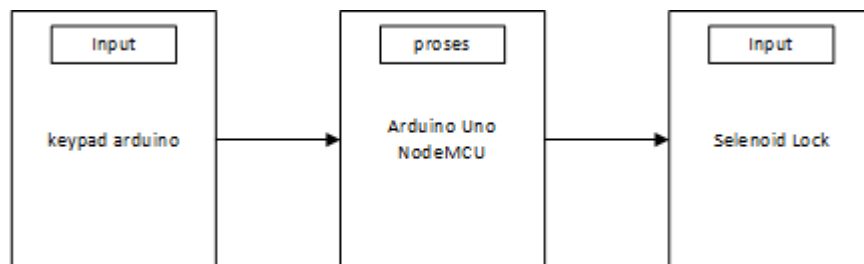 Input
keypad arduino
proses
Arduino Uno
NodeMCU
Input
Selenoid Lock